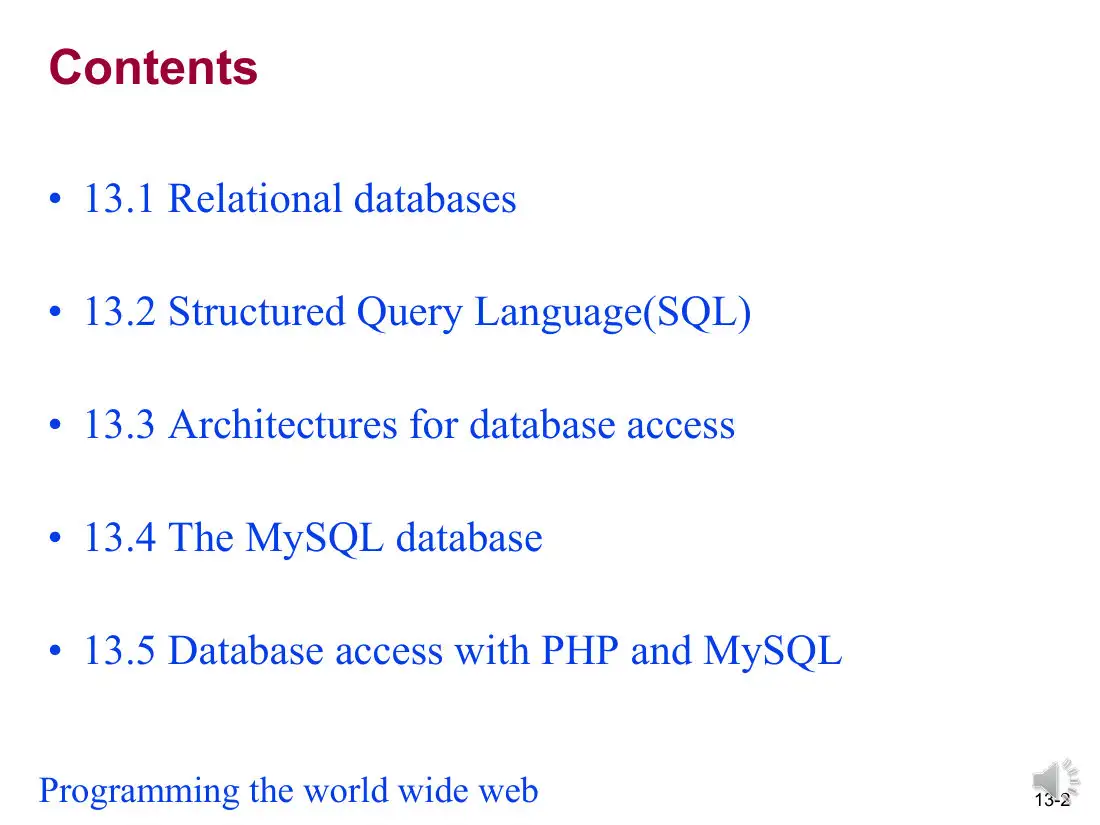 Contents
• 13.1 Relational databases
• 13.2 Structured Query Language(SQL)
• 13.3 Architectures for database access
• 13.4 The MySQL database
• 13.5 Database access with PHP and MySQL
Programming the world wide web
13-2